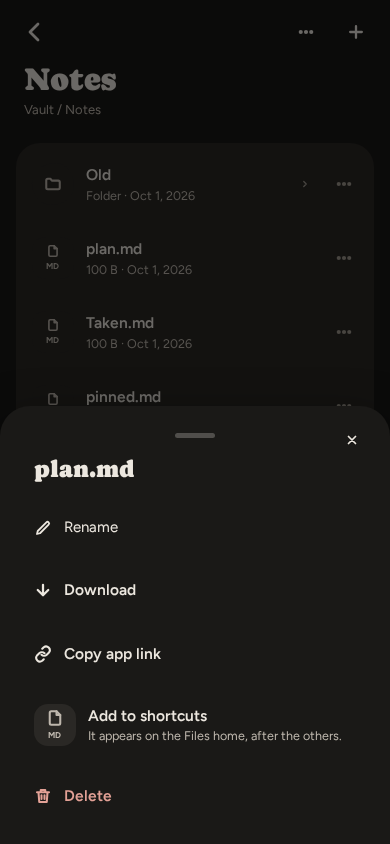 Notes
Vault / Notes
Old
Folder · Oct 1, 2026
plan.md
MD
100 B · Oct 1, 2026
Taken.md
MD
100 B · Oct 1, 2026
pinned.md
plan.md
Rename
Download
Copy app link
Add to shortcuts
MD
It appears on the Files home, after the others.
Delete